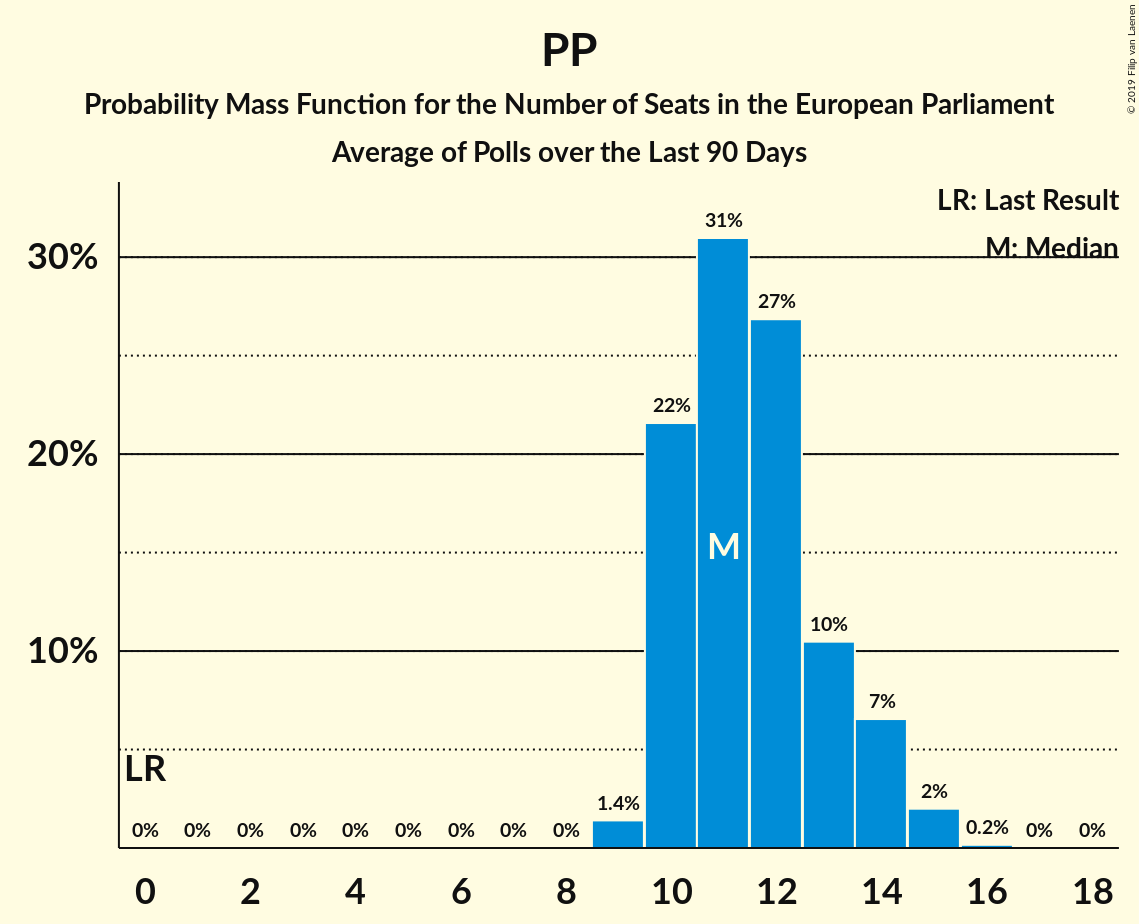 PP
Probability Mass Function for the Number of Seats in the European Parliament
Average of Polls over the Last 90 Days
© 2019 Filip van Laenen
LR: Last Result
M: Median
30%
20%
10%
31%
27%
22%
M
10%
7%
LR
0% 0% 0% 0% 0% 0% 0% 0% 0% 1.4% 2% 0.2% 0% 0%
0 2 4 6 8 10 12 14 16 18